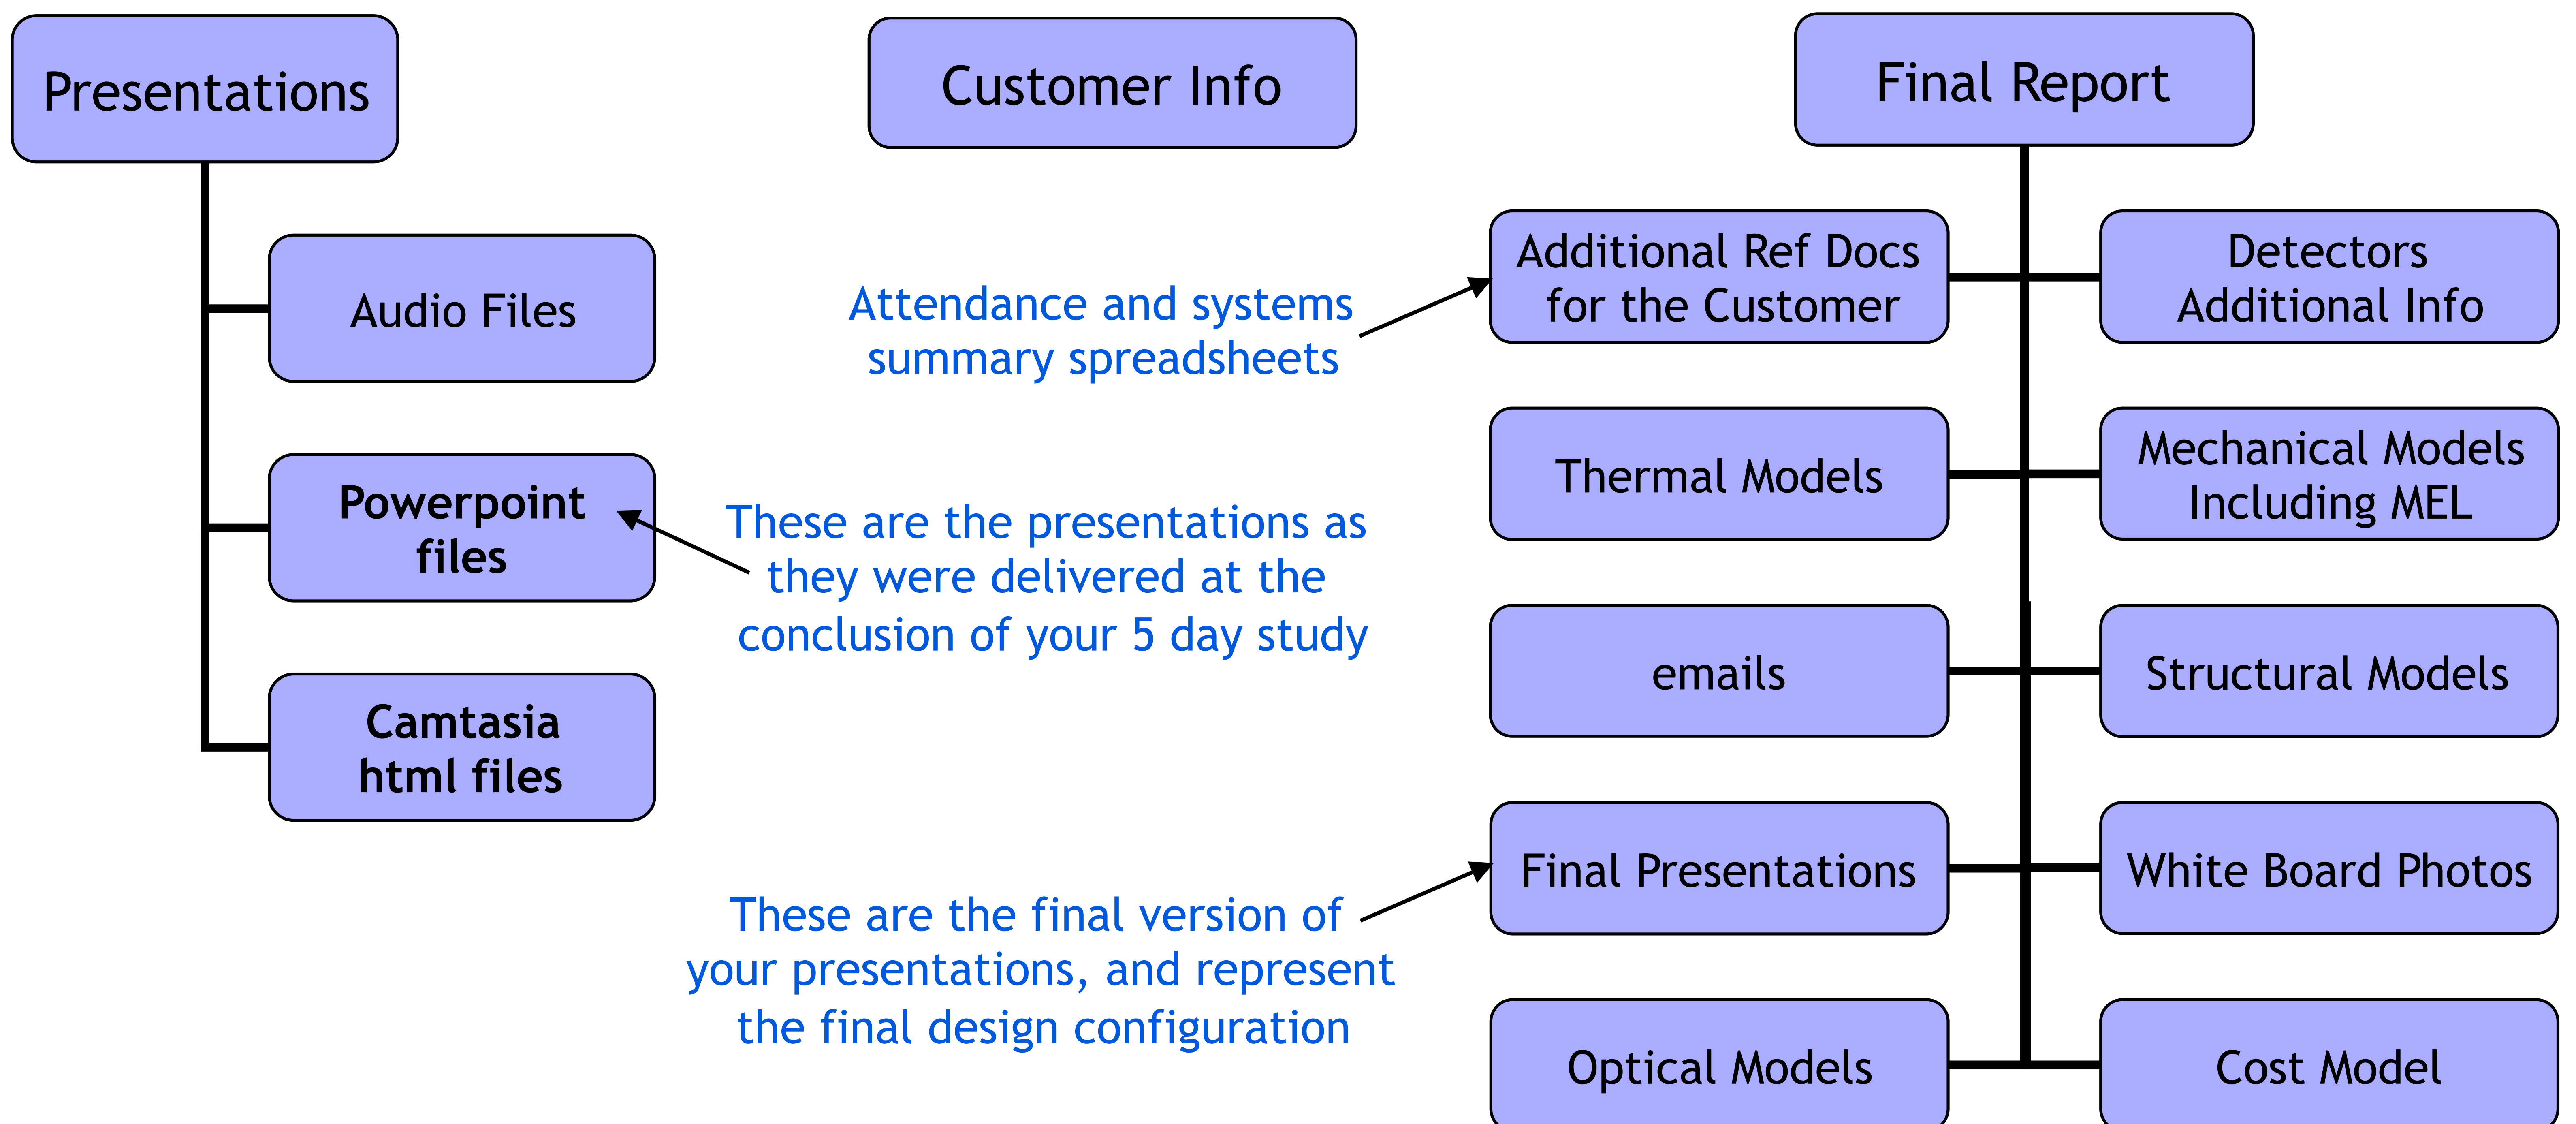 Presentations
Customer Info
Final Report
Audio Files
Powerpoint
files
Camtasia
html files
Attendance and systems
summary spreadsheets
These are the presentations as
they were delivered at the
conclusion of your 5 day study
These are the final version of
your presentations, and represent
the final design configuration
Additional Ref Docs
for the Customer
Detectors
Additional Info
Thermal Models
Mechanical Models
Including MEL
emails
Structural Models
Final Presentations
White Board Photos
Optical Models
Cost Model